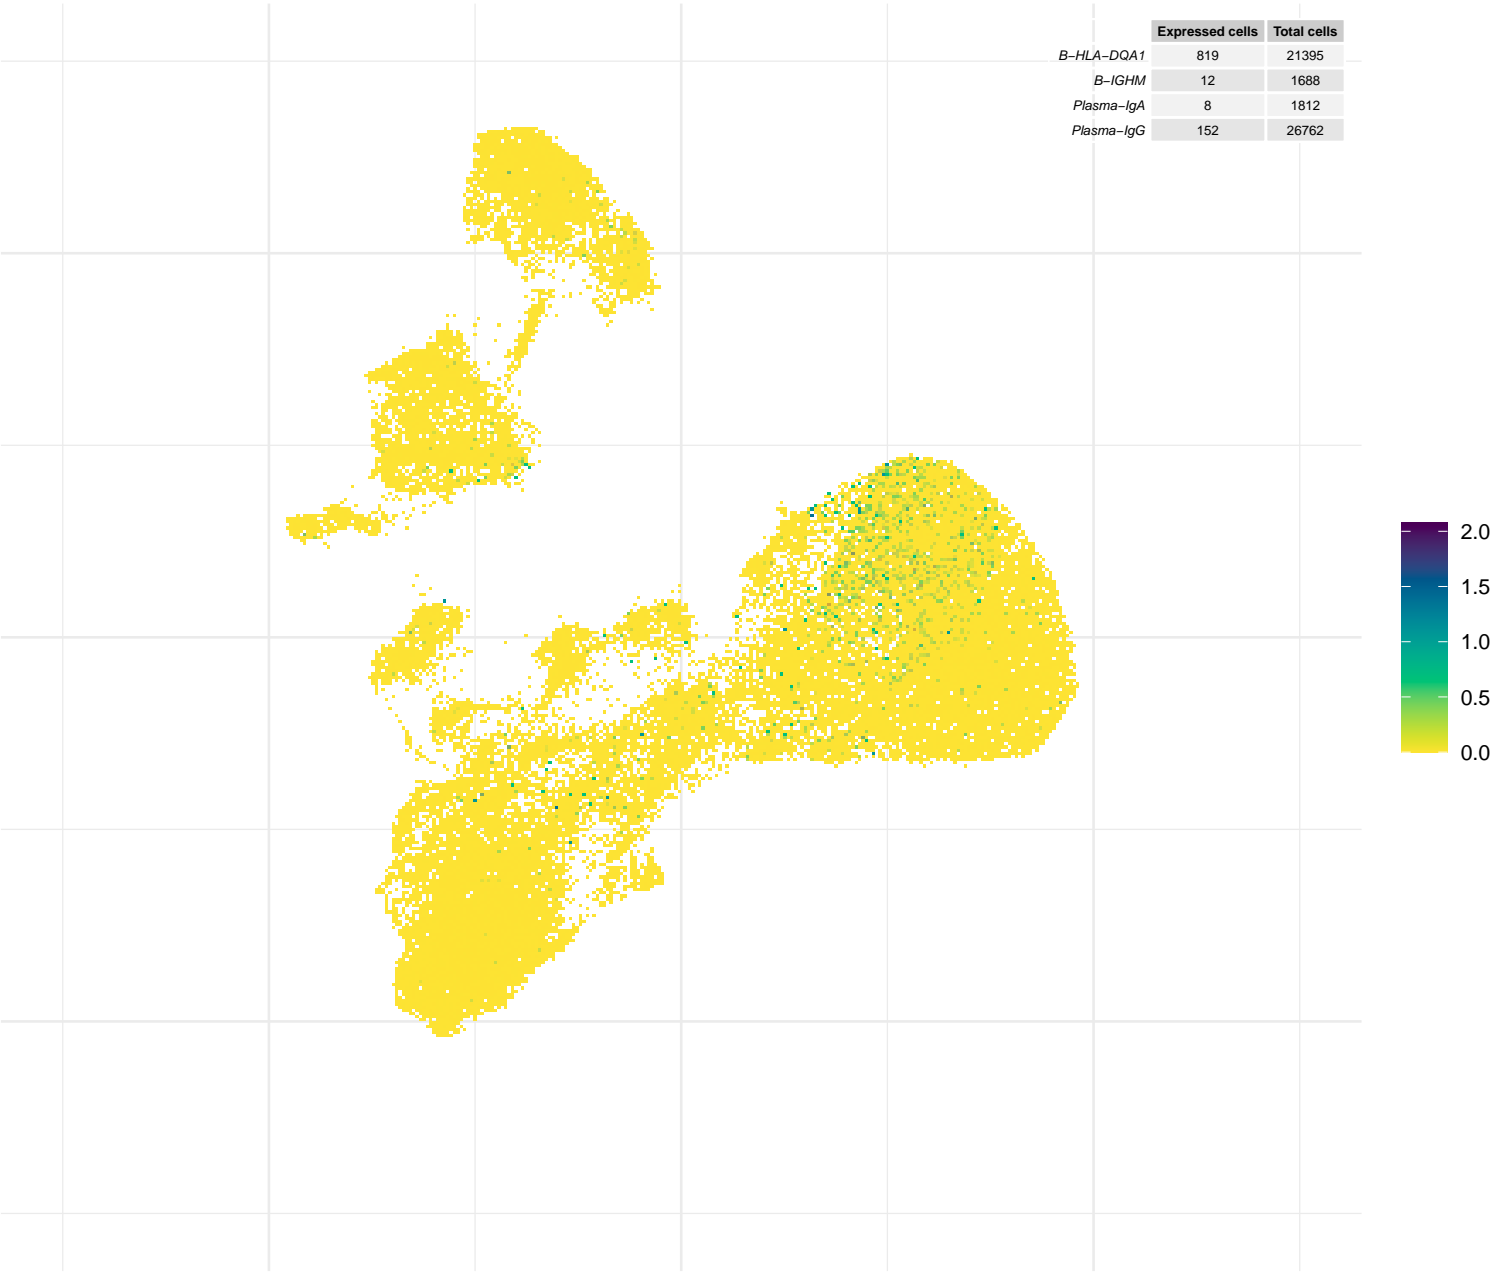 Expressed cells Total cells
B−HLA−DQA1 819 21395
B−IGHM 12 1688
Plasma−IgA 8 1812
Plasma−IgG 152 26762
2.0
1.5
1.0
0.5
0.0